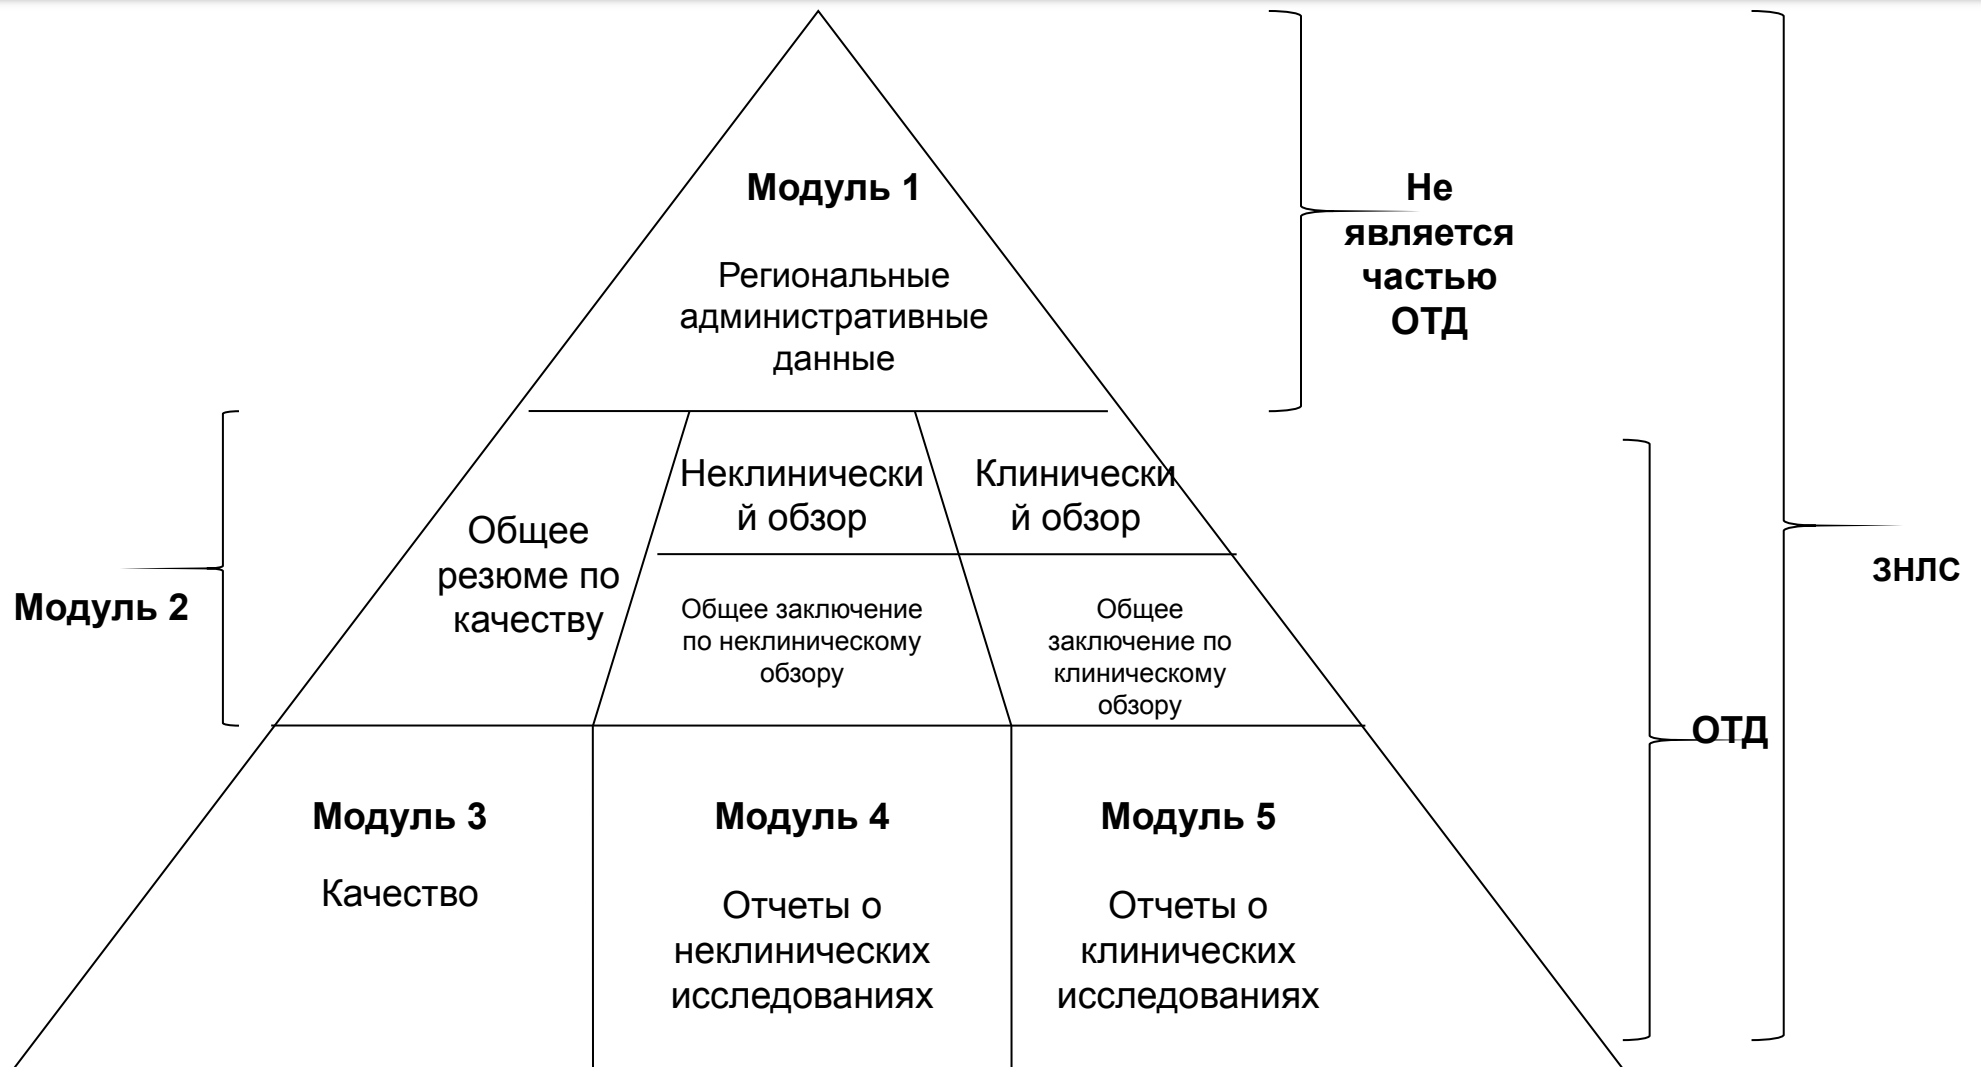 Модуль 1
Региональные
административные
данные
Не
является
частью
ОТД
Модуль 2
Общее
резюме по
качеству
Неклинически
й обзор
Клинически
й обзор
Общее заключение
по неклиническому
обзору
Общее
заключение по
клиническому
обзору
ЗНЛС
ОТД
Модуль 3
Качество
Модуль 4
Отчеты о
неклинических
исследованиях
Модуль 5
Отчеты о
клинических
исследованиях